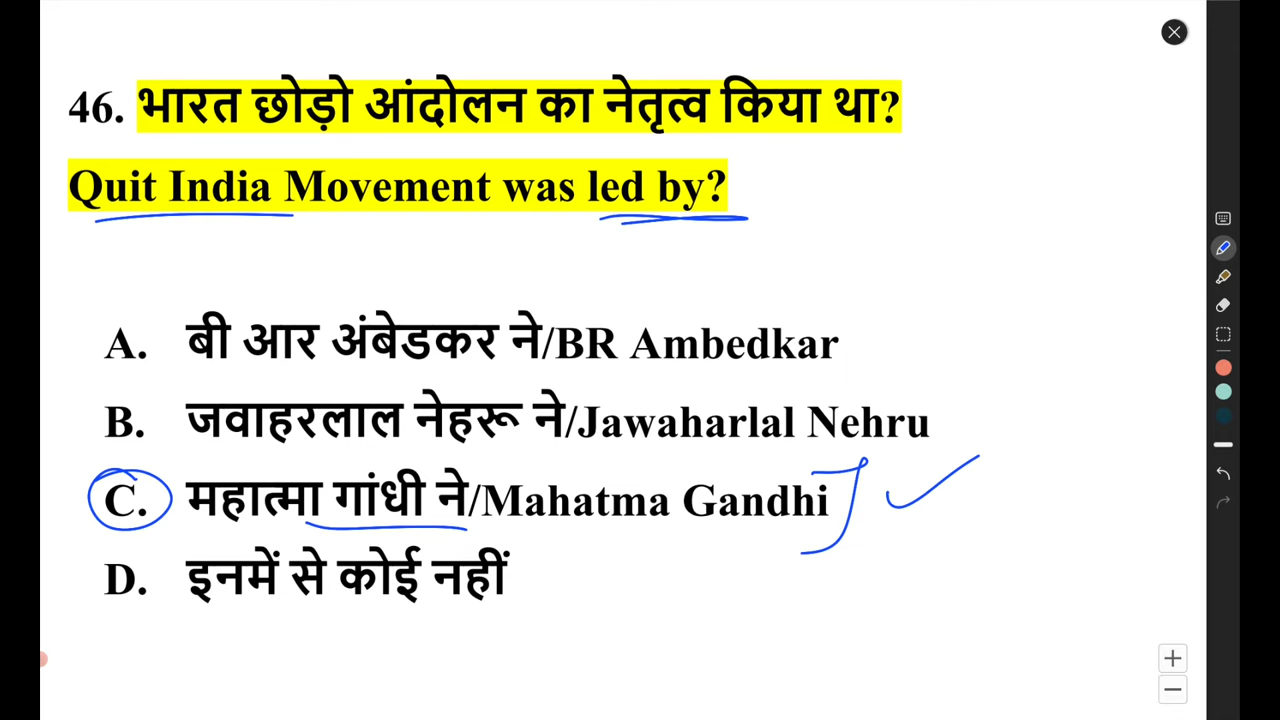 46. भारत छोड़ो आंदोलन का नेतृत्व किया था?
Quit India Movement was led by?
A. बी आर अंबेडकर ने/BR Ambedkar
B. जवाहरलाल नेहरू ने/Jawaharlal Nehru
C. महात्मा गांधी ने/Mahatma Gandhi
D. इनमें से कोई नहीं